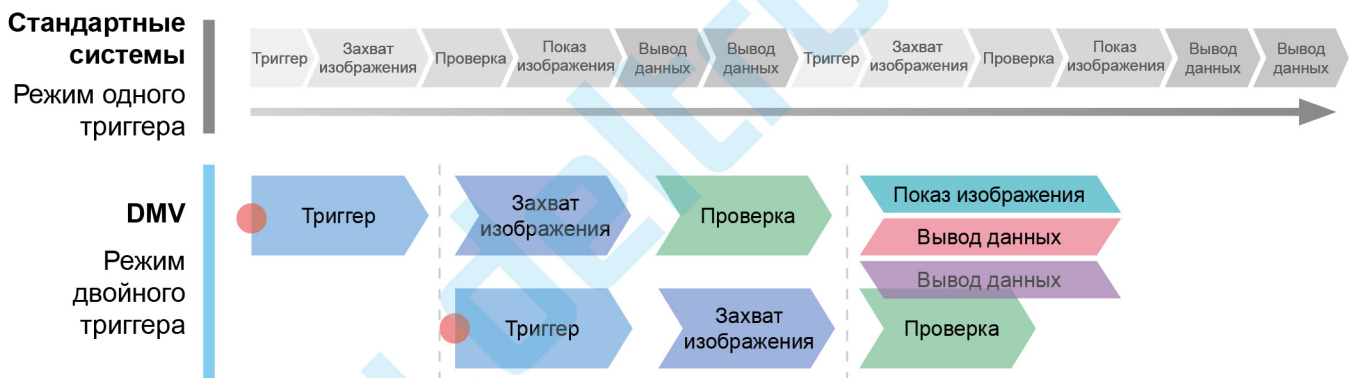 Стандартные
системы
Режим одного
триггера
Триггер
Захват
изображения
Проверка
Показ
изображения
Вывод
данных
Вывод
данных
Триггер
Захват
изображения
Проверка
Показ
изображения
Вывод
данных
Вывод
данных
DMV
Режим
двойного
триггера
Триггер
Захват
изображения
Проверка
Показ изображения
Вывод данных
Вывод данных
Триггер
Захват
изображения
Проверка